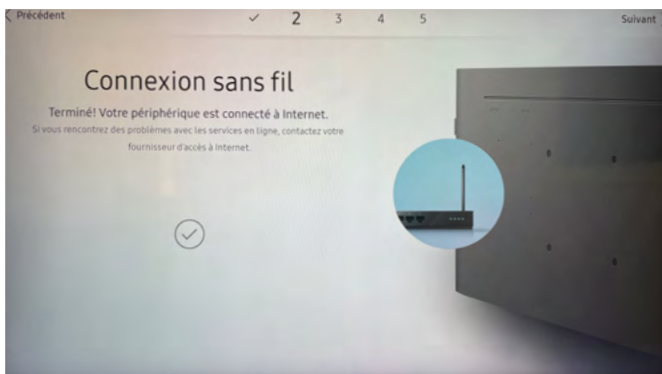 Précédent
2 3 4 5
Suivant
Connexion sans fil
Terminé! Votre périphérique est connecté à Internet.
Si vous rencontrez des problèmes avec les services en ligne, contactez votre
fournisseur d'accès à Internet.